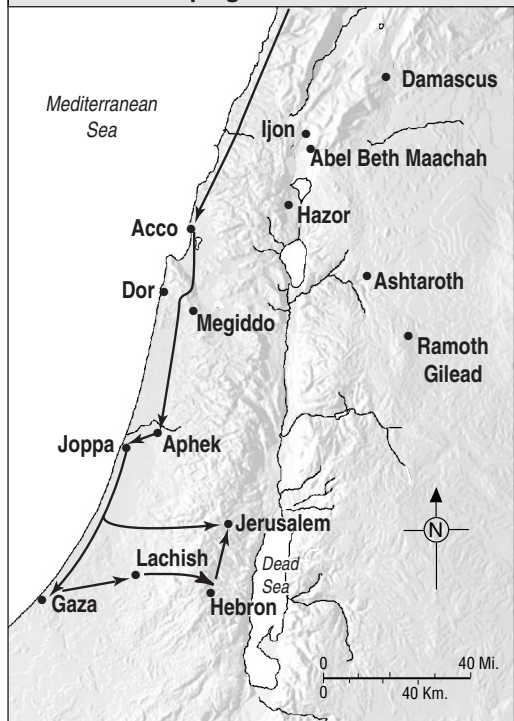 Mediterranean
Sea
Damascus
Ijon
Abel Beth Maachah
Hazor
Acco
Ashtaroth
Dor
Megiddo
Ramoth
Gilead
Joppa
Aphek
Jerusalem
N
Lachish
Dead
Sea
Gaza
Hebron
0 40 Mi.
0 40 Km.